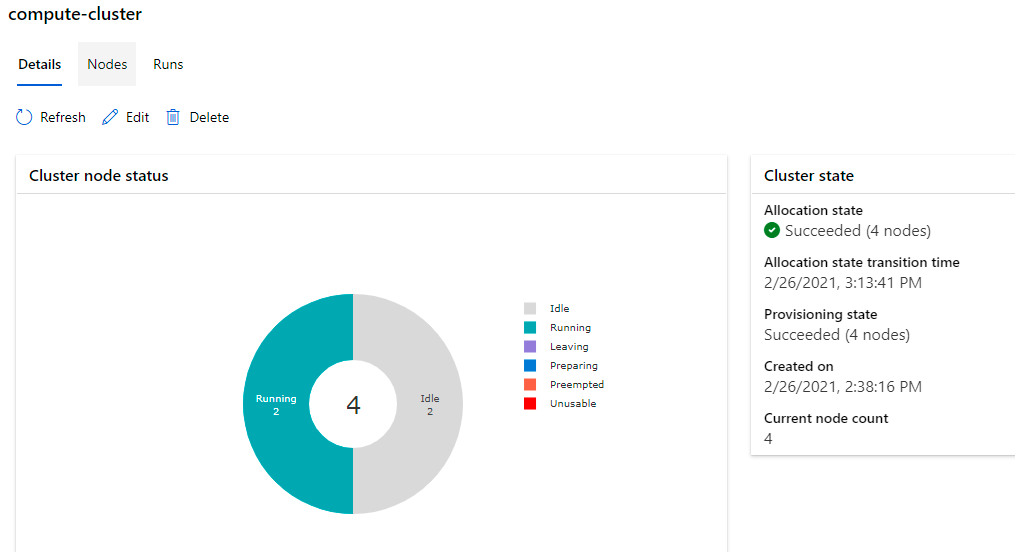 compute-cluster
Details Nodes Runs
Refresh Edit Delete
Cluster node status
Idle
Running
Leaving
Preparing
Preempted
Unusable
Running
2
4
Idle
2
Cluster state
Allocation state
Succeeded (4 nodes)
Allocation state transition time
2/26/2021, 3:13:41 PM
Provisioning state
Succeeded (4 nodes)
Created on
2/26/2021, 2:38:16 PM
Current node count
4